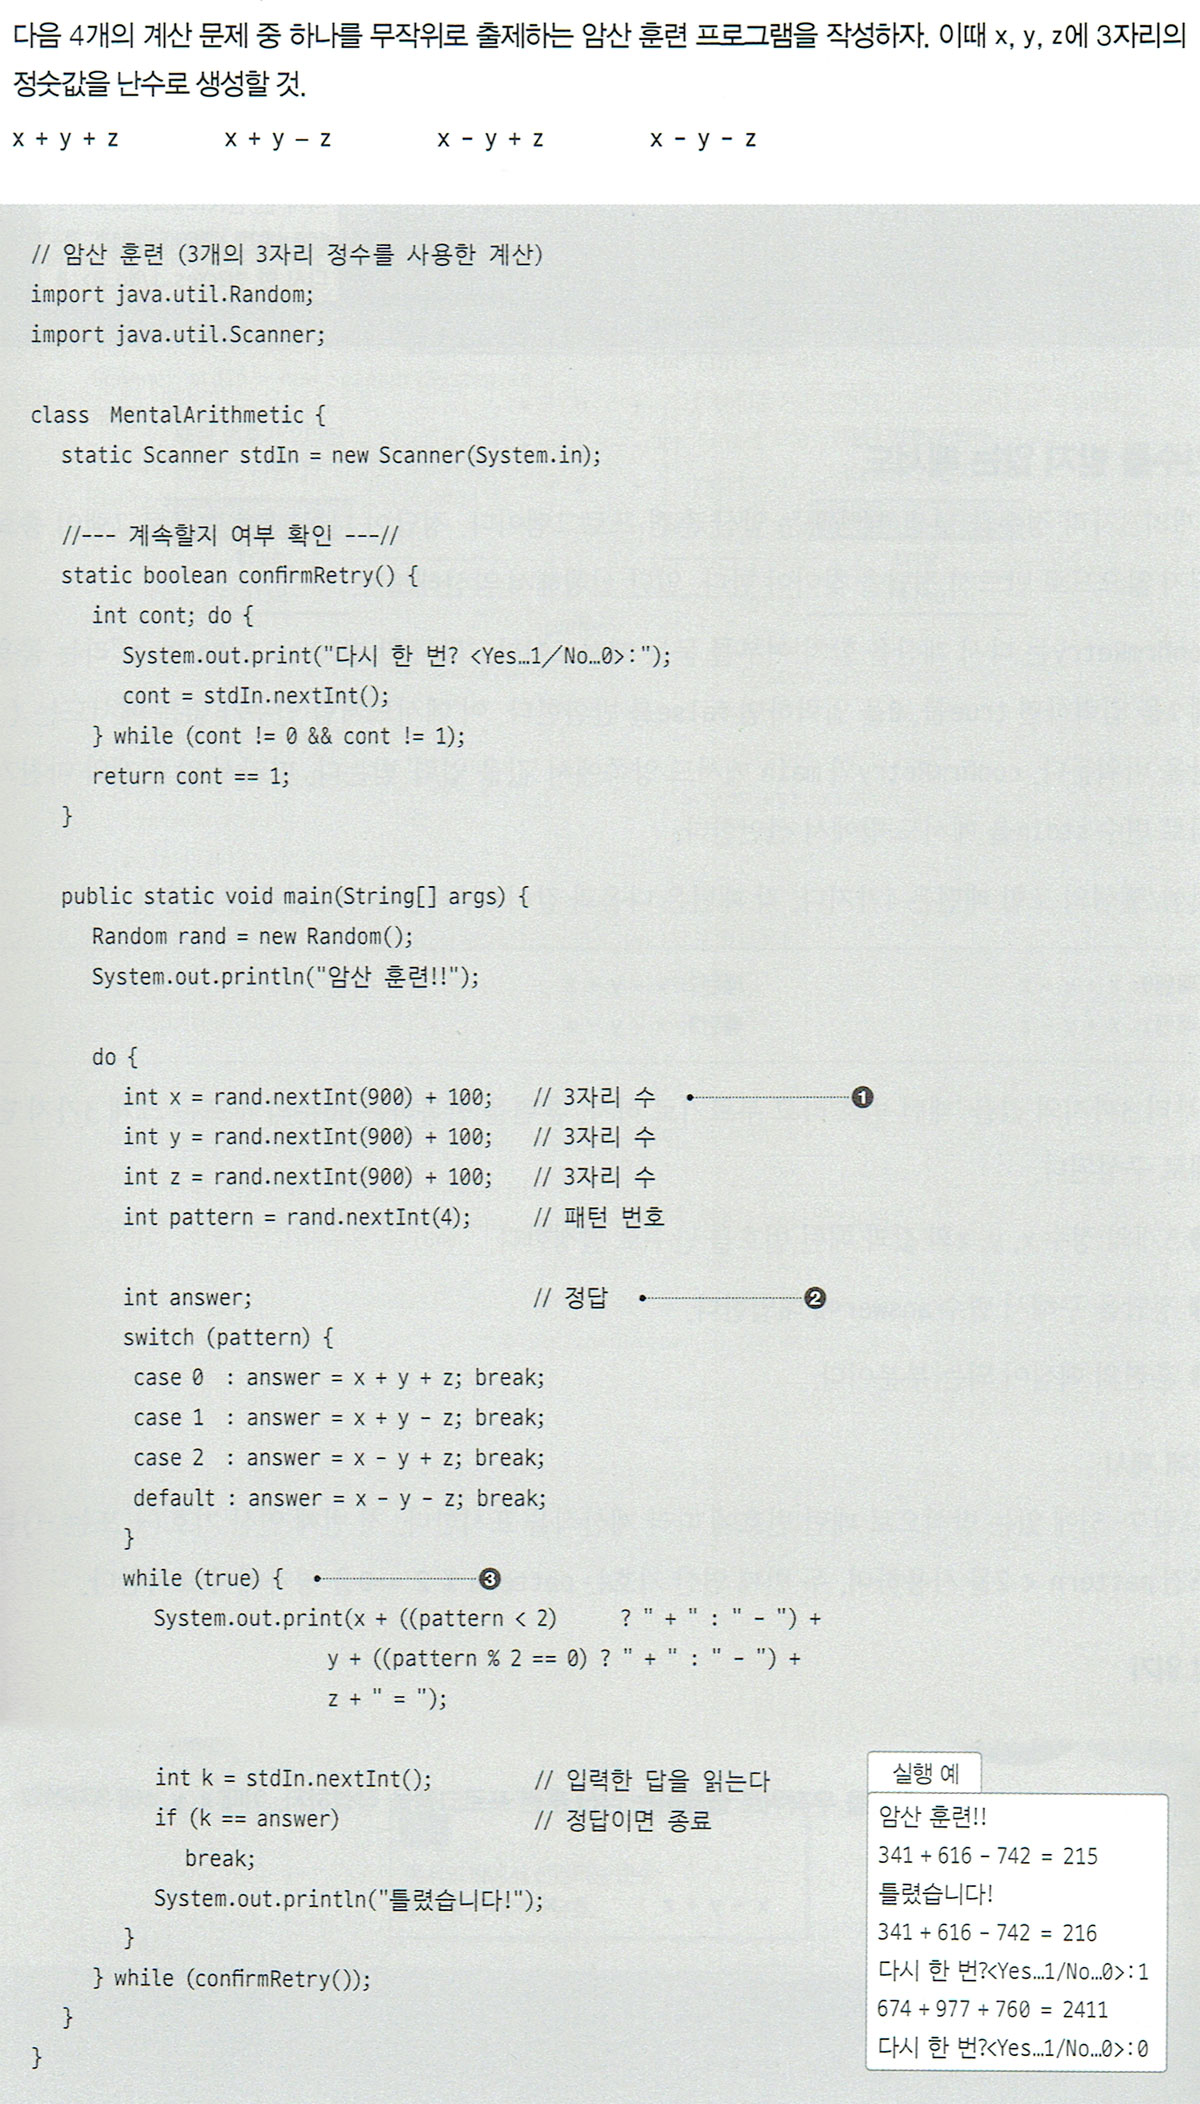 다음 4개의 계산 문제 중 하나를 무작위로 출제하는 암산 훈련 프로그램을 작성하자. 이때 x, y, z에 3자리의
정숫값을 난수로 생성할 것.
x + y + z    x + y – z    x - y + z    x - y - z
// 암산 훈련 (3개의 3자리 정수를 사용한 계산)
import java.util.Random;
import java.util.Scanner;
class MentalArithmetic {
static Scanner stdIn = new Scanner(System.in);
//--- 계속할지 여부 확인 ---//
static boolean confirmRetry() {
int cont; do {
System.out.print("다시 한 번? <Yes…1／No…0>:");
cont = stdIn.nextInt();
} while (cont != 0 && cont != 1);
return cont == 1;
}
public static void main(String[] args) {
Random rand = new Random();
System.out.println("암산 훈련!!");
do {
int x = rand.nextInt(900) + 100; // 3자리 수 ❶
int y = rand.nextInt(900) + 100; // 3자리 수
int z = rand.nextInt(900) + 100; // 3자리 수
int pattern = rand.nextInt(4); // 패턴 번호
int answer; // 정답 ❷
switch (pattern) {
case 0 : answer = x + y + z; break;
case 1 : answer = x + y - z; break;
case 2 : answer = x - y + z; break;
default : answer = x - y - z; break;
}
while (true) { ❸
System.out.print(x + ((pattern < 2) ? " + " : " - ") +
y + ((pattern % 2 == 0) ? " + " : " - ") +
z + " = ");
int k = stdIn.nextInt(); // 입력한 답을 읽는다
if (k == answer) // 정답이면 종료
break;
System.out.println("틀렸습니다!");
}
} while (confirmRetry());
}
}
실행 예
암산 훈련!!
341 + 616 - 742 = 215
틀렸습니다!
341 + 616 - 742 = 216
다시 한 번?<Yes…1/No…0>:1
674 + 977 + 760 = 2411
다시 한 번?<Yes…1/No…0>:0